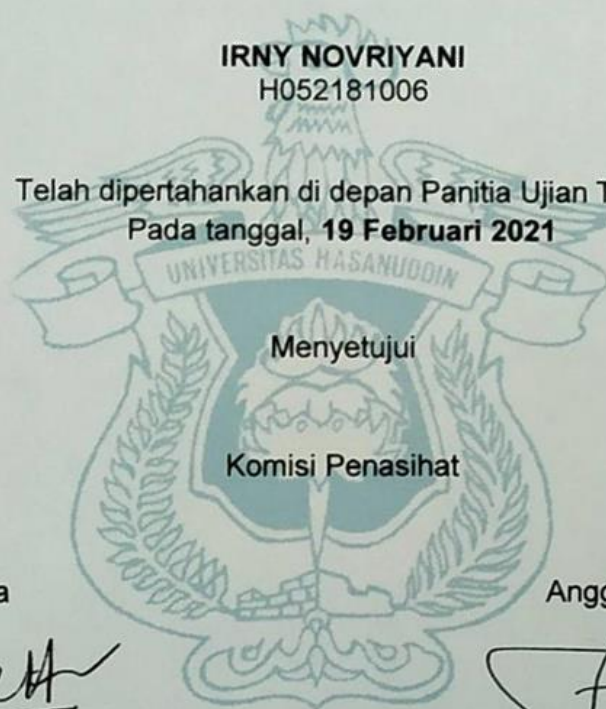 IRNY NOVRIYANI
H052181006
Telah dipertahankan di depan Panitia Ujian
Pada tanggal, 19 Februari 2021
UNIVERSITAS HASANUDDIN
Menyetujui
Komisi Penasihat